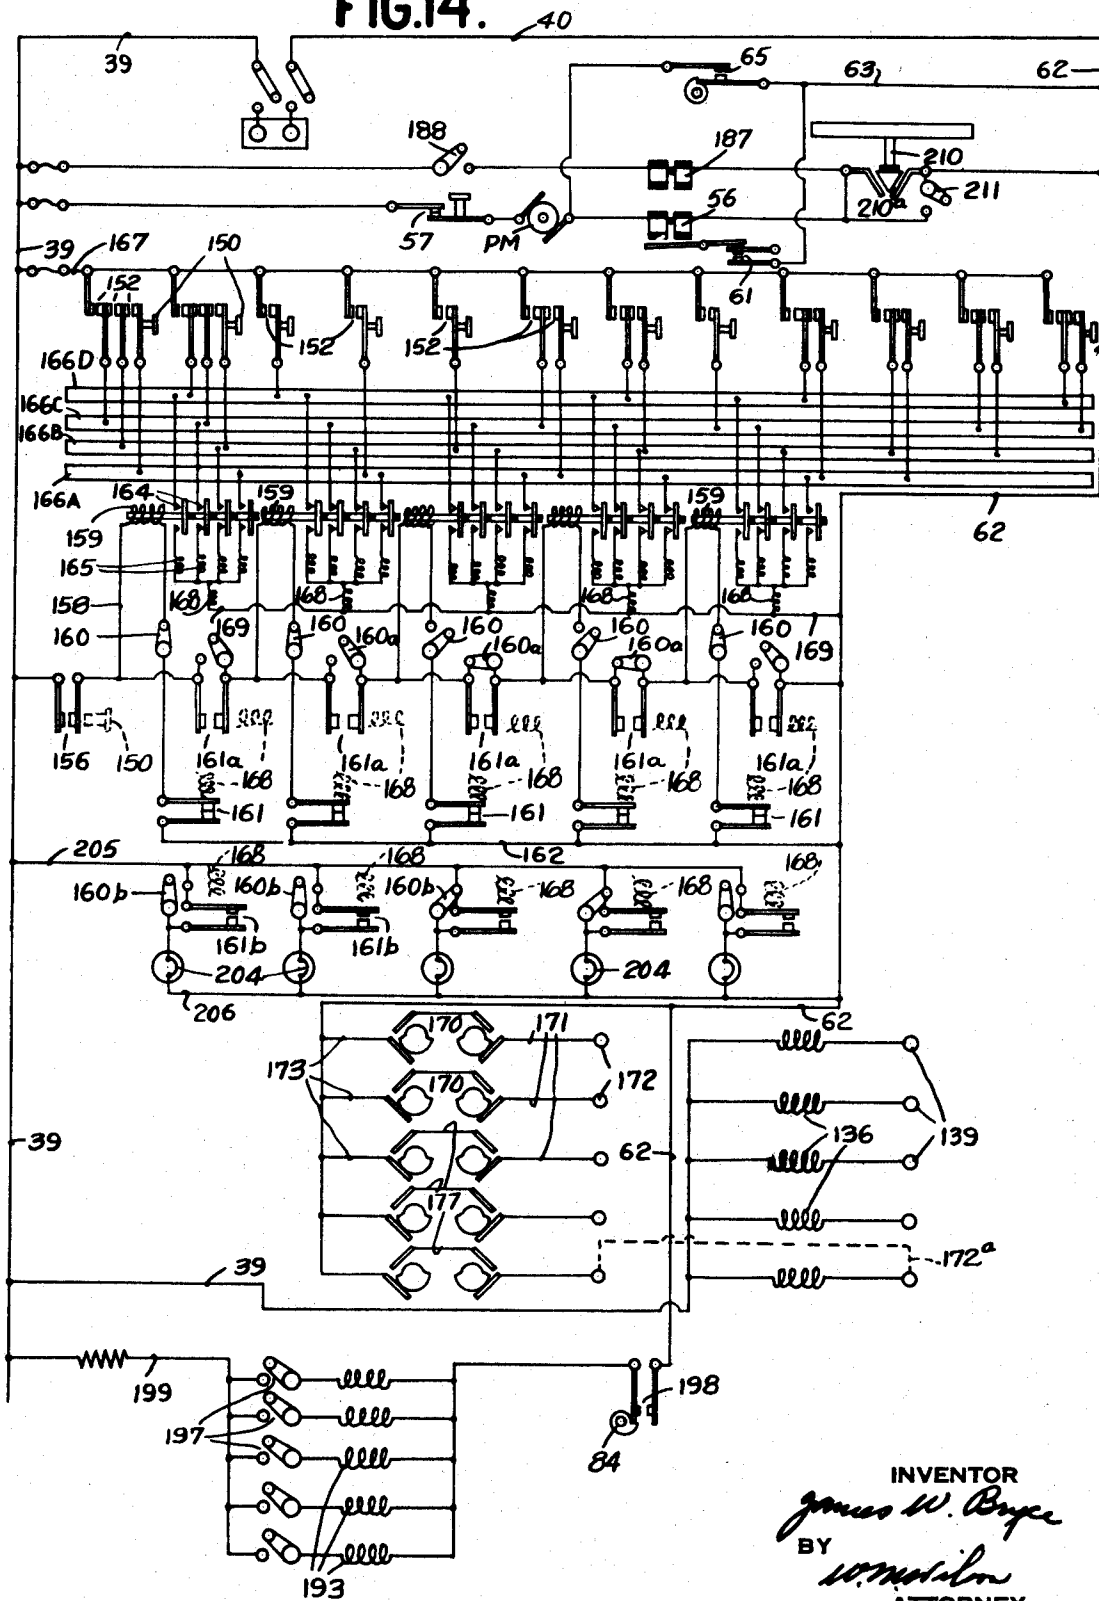 FIG.14.
39 40
65 63 62
188 187 210
57 PM 56 210a 211
39 167 150 61
152 152 152 152
166D
166C
166B
166A 164 159 159 62
159
165
158 168 168 168 168
160 169 160 160a 160 160a 160 160a 160 169
156 150 161a 161a 161a 161a 161a
168 168 168 168 168
161 161 161
162
205 168 168 168 168 168
160b 160b 160b
161b 161b
204 204
206 62
170 171
173 172
170
136 139
62
39 177
172a
39
199 198
197
84
193
INVENTOR
James W. Bryce
BY
W. M. Wilson
ATTORNEY